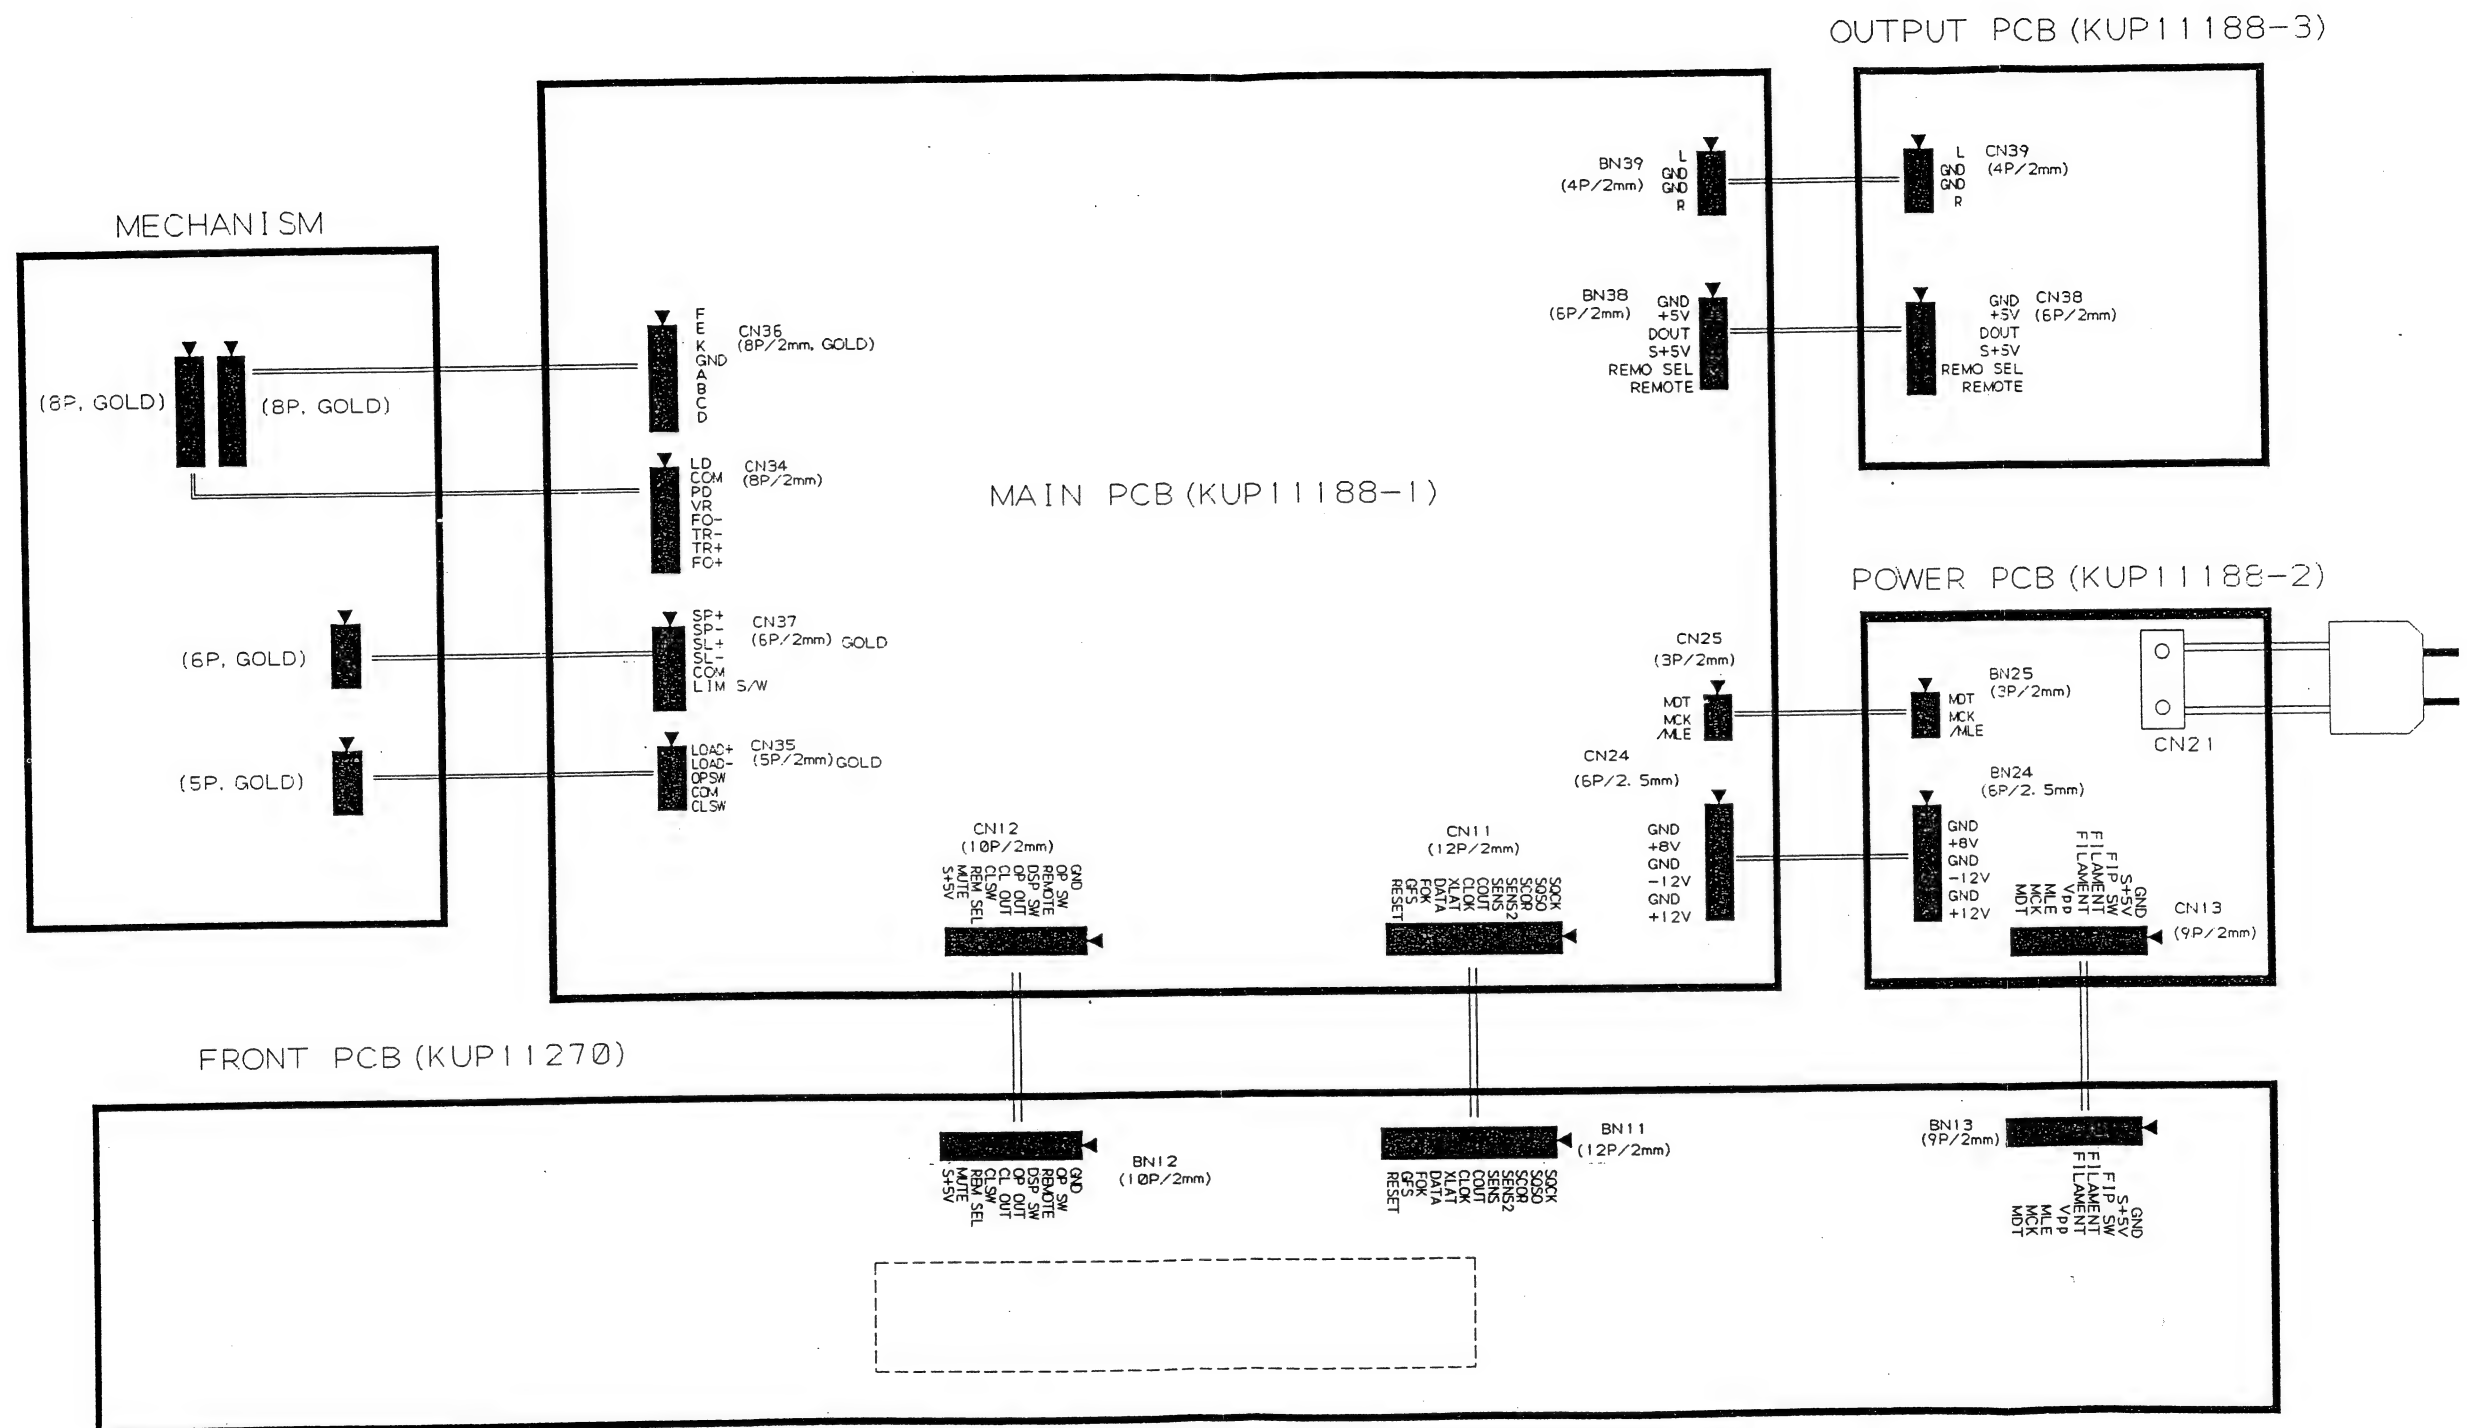 OUTPUT PCB (KUP11188-3)
BN39
(4P/2mm)
L
GND
GND
R
L
GND
GND
R
CN39
(4P/2mm)
MECHANISM
(8P, GOLD)
(8P, GOLD)
F
E
K
GND
A
B
C
D
CN36
(8P/2mm, GOLD)
BN38
(6P/2mm)
GND
+5V
DOUT
S+5V
REMO SEL
REMOTE
GND
+5V
DOUT
S+5V
REMO SEL
REMOTE
CN38
(6P/2mm)
LD
COM
PD
VR
FO-
TR-
TR+
FO+
CN34
(8P/2mm)
MAIN PCB (KUP11188-1)
POWER PCB (KUP11188-2)
(6P, GOLD)
SP+
SP-
SL+
SL-
COM
LIM S/W
CN37
(6P/2mm) GOLD
CN25
(3P/2mm)
MDT
MCK
/MLE
MDT
MCK
/MLE
BN25
(3P/2mm)
CN21
(5P, GOLD)
LOAD+
LOAD-
OPSW
COM
CLSW
CN35
(5P/2mm) GOLD
CN24
(6P/2.5mm)
GND
+8V
GND
-12V
GND
+12V
BN24
(6P/2.5mm)
GND
+8V
GND
-12V
GND
+12V
CN12
(10P/2mm)
S+5V
MUTE
REM SEL
CLSW
CL OUT
OP OUT
DSP SW
REMOTE
OP SW
GND
CN11
(12P/2mm)
RESET
GFS
FOK
DATA
XLAT
CLOK
COUT
SENS
SENS2
SCOR
SQSO
SQCK
MDT
MCK
MLE
VPP
FILAMENT
FILAMENT
FIP SW
S+5V
GND
CN13
(9P/2mm)
FRONT PCB (KUP11270)
BN12
(10P/2mm)
S+5V
MUTE
REM SEL
CLSW
CL OUT
OP OUT
DSP SW
REMOTE
OP SW
GND
BN11
(12P/2mm)
RESET
GFS
FOK
DATA
XLAT
CLOK
COUT
SENS
SENS2
SCOR
SQSO
SQCK
BN13
(9P/2mm)
MDT
MCK
MLE
VPP
FILAMENT
FILAMENT
FIP SW
S+5V
GND